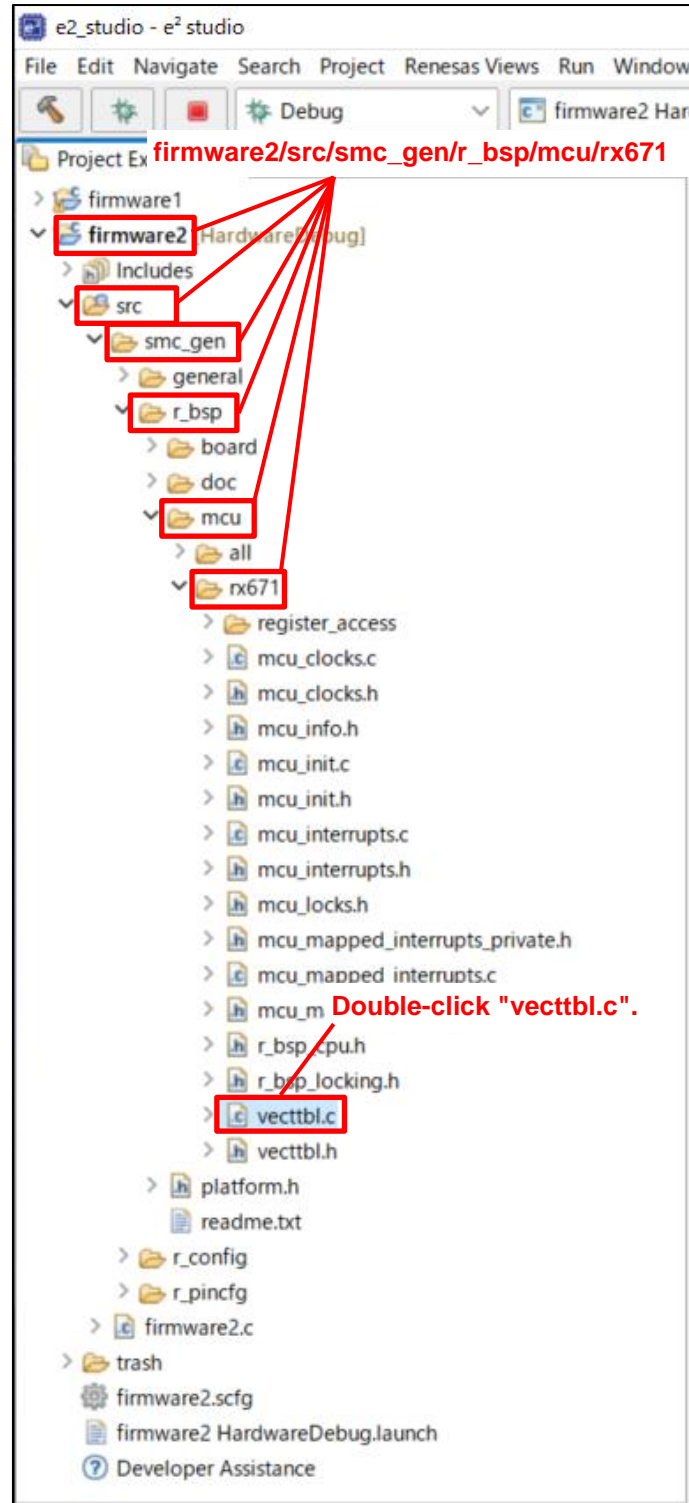 e2_studio - e² studio
File Edit Navigate Search Project Renesas Views Run Window
Debug firmware2 Har
firmware2/src/smc_gen/r_bsp/mcu/rx671
Project Ex
firmware1
firmware2 [HardwareDebug]
Includes
src
smc_gen
general
r_bsp
board
doc
mcu
all
rx671
register_access
mcu_clocks.c
mcu_clocks.h
mcu_info.h
mcu_init.c
mcu_init.h
mcu_interrupts.c
mcu_interrupts.h
mcu_locks.h
mcu_mapped_interrupts_private.h
mcu_mapped_interrupts.c
mcu_m
Double-click "vecttbl.c".
r_bsp_cpu.h
r_bsp_locking.h
vecttbl.c
vecttbl.h
platform.h
readme.txt
r_config
r_pincfg
firmware2.c
trash
firmware2.scfg
firmware2 HardwareDebug.launch
Developer Assistance